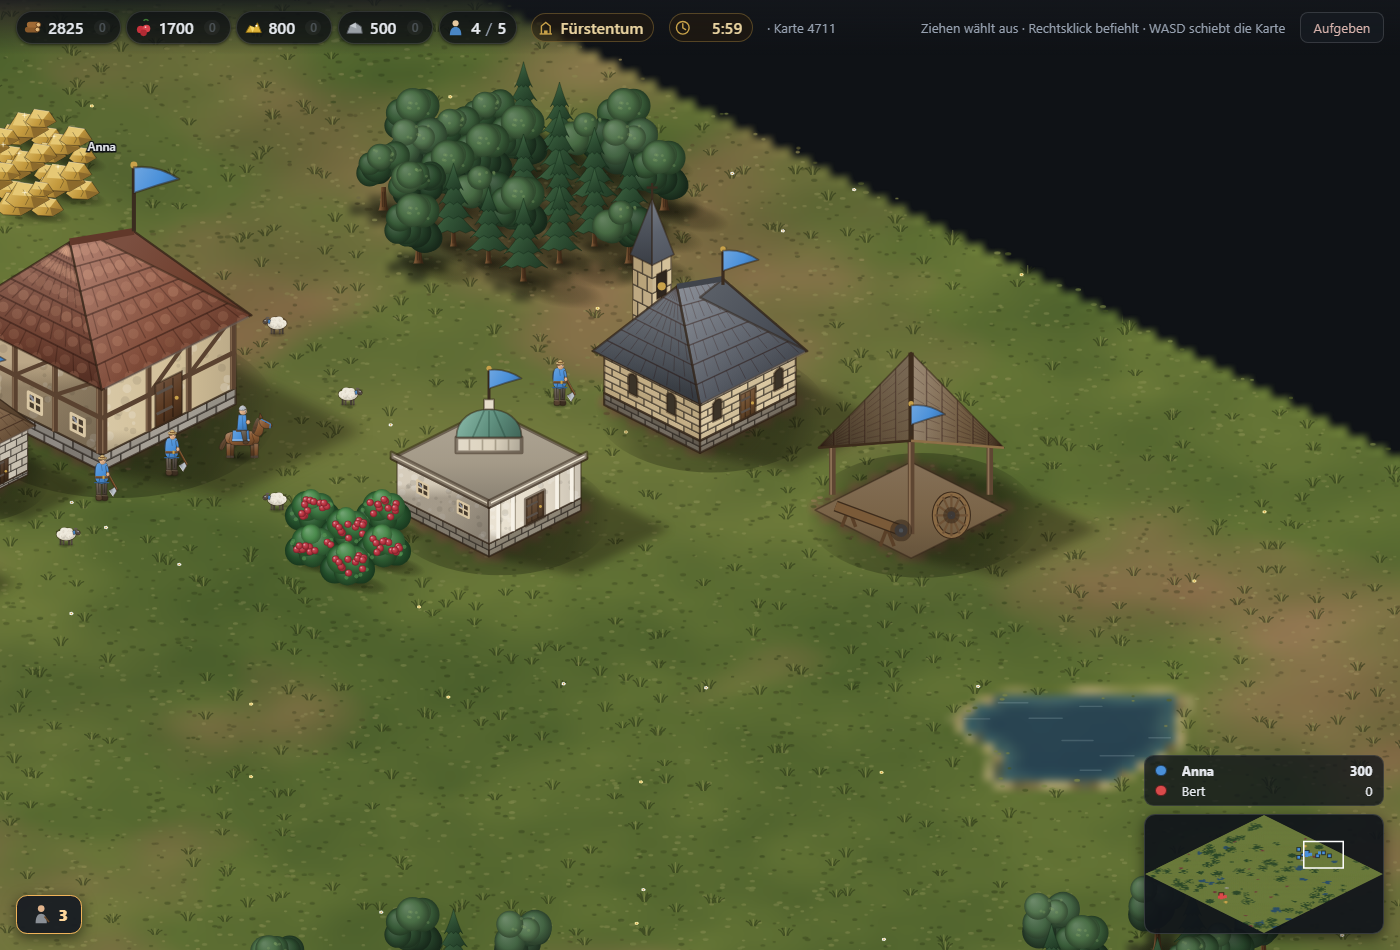 2825 0 1700 0 800 0 500 0 4 / 5 Fürstentum 5:59 · Karte 4711 Ziehen wählt aus · Rechtsklick befiehlt · WASD schiebt die Karte Aufgeben
Anna
Anna 300
Bert 0
3